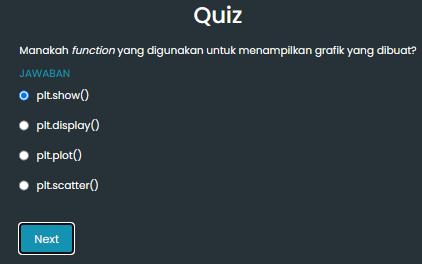 Quiz
Manakah function yang digunakan untuk menampilkan grafik yang dibuat?
JAWABAN
plt.show()
plt.display()
plt.plot()
plt.scatter()
Next